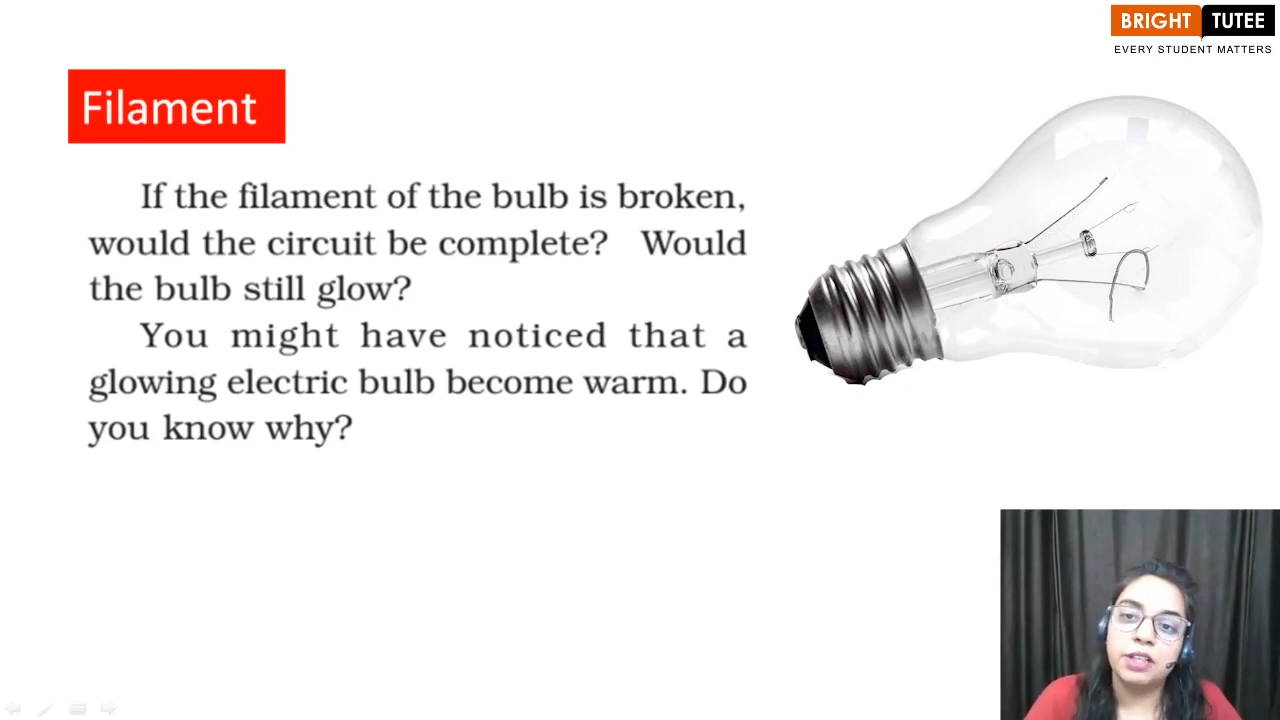 BRIGHT TUTEE
EVERY STUDENT MATTERS
Filament
If the filament of the bulb is broken,
would the circuit be complete? Would
the bulb still glow?
You might have noticed that a
glowing electric bulb become warm. Do
you know why?